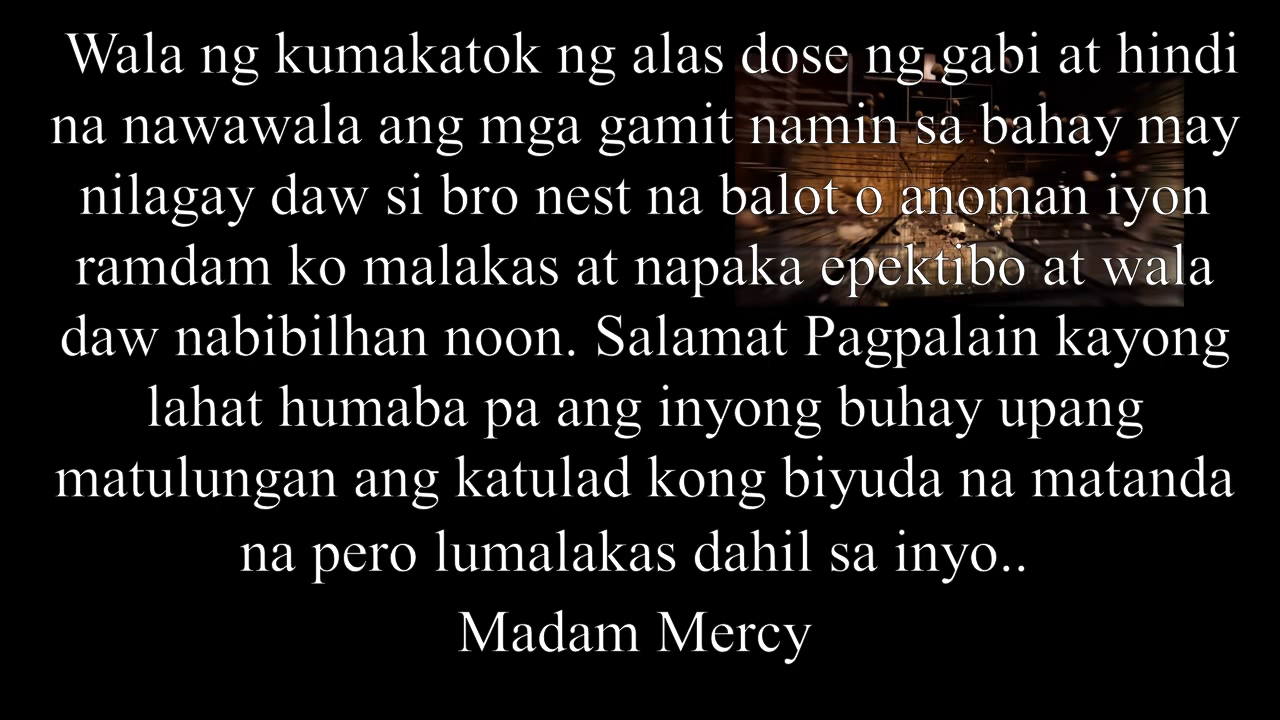 Wala ng kumakatok ng alas dose ng gabi at hindi
na nawawala ang mga gamit namin sa bahay may
nilagay daw si bro nest na balot o anoman iyon
ramdam ko malakas at napaka epektibo at wala
daw nabibilhan noon. Salamat Pagpalain kayong
lahat humaba pa ang inyong buhay upang
matulungan ang katulad kong biyuda na matanda
na pero lumalakas dahil sa inyo..
Madam Mercy